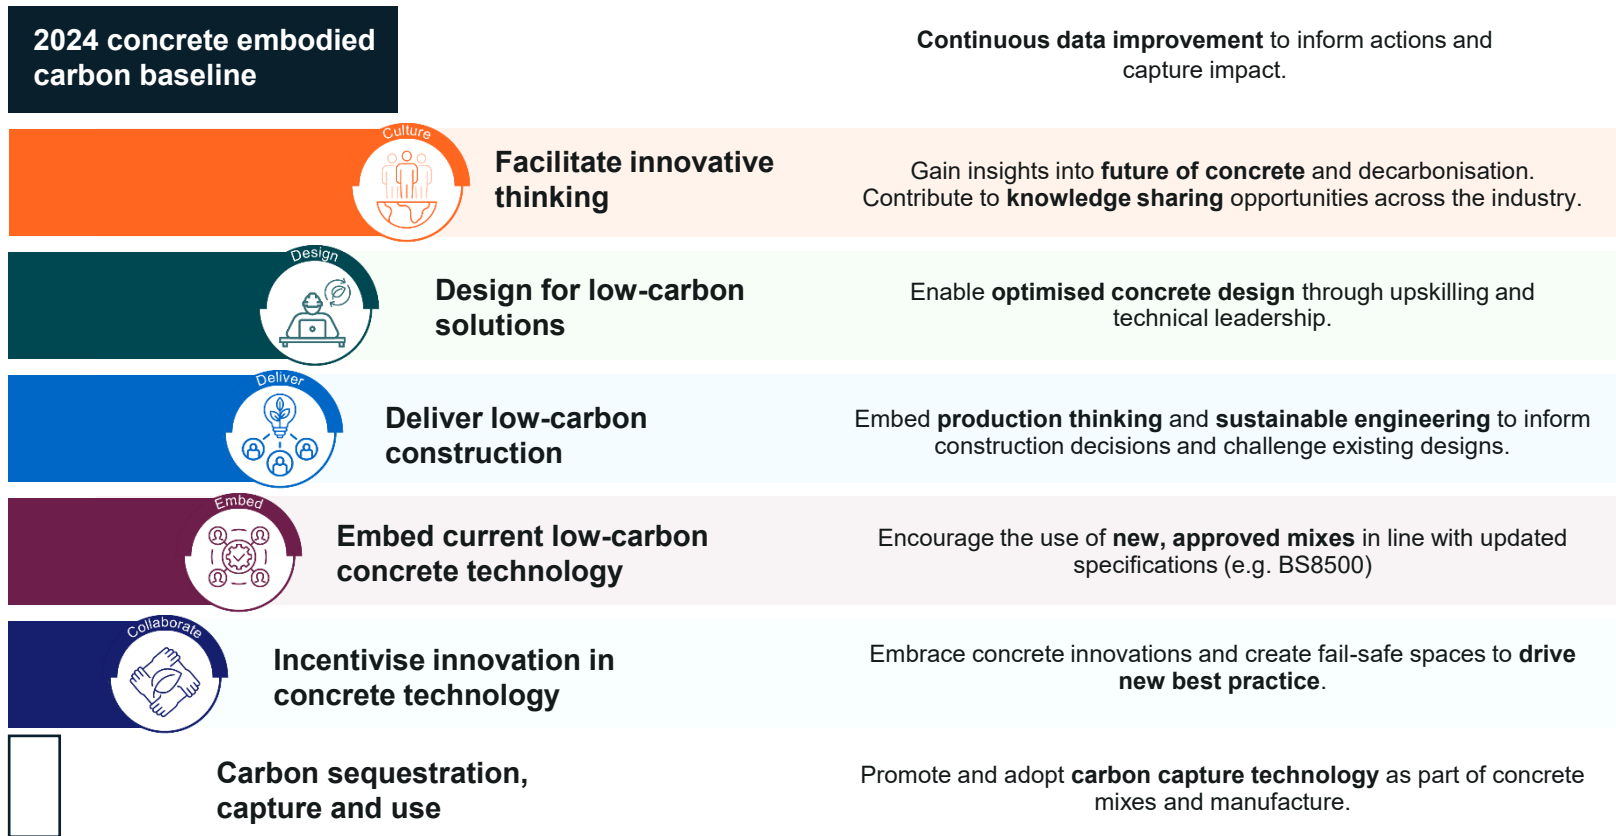 2024 concrete embodied
carbon baseline
Continuous data improvement to inform actions and
capture impact.
Culture
Facilitate innovative
thinking
Gain insights into future of concrete and decarbonisation.
Contribute to knowledge sharing opportunities across the industry.
Design
Design for low-carbon
solutions
Enable optimised concrete design through upskilling and
technical leadership.
Deliver
Deliver low-carbon
construction
Embed production thinking and sustainable engineering to inform
construction decisions and challenge existing designs.
Embed
Embed current low-carbon
concrete technology
Encourage the use of new, approved mixes in line with updated
specifications (e.g. BS8500)
Collaborate
Incentivise innovation in
concrete technology
Embrace concrete innovations and create fail-safe spaces to drive
new best practice.
Carbon sequestration,
capture and use
Promote and adopt carbon capture technology as part of concrete
mixes and manufacture.